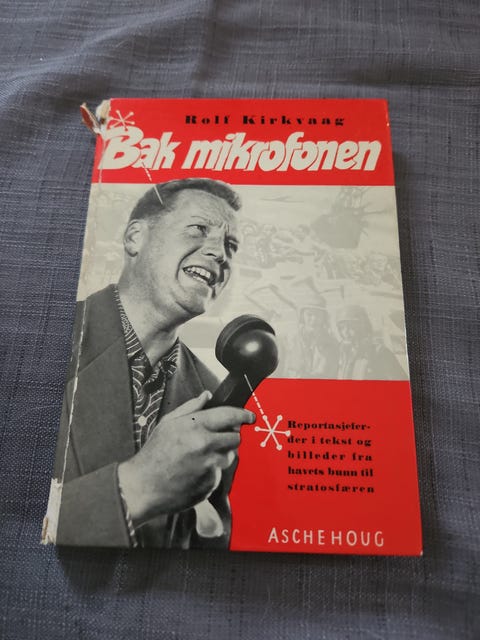 Rolf Kirkvaag
Bak mikrofonen
Reportasjefer-
der i tekst og
billeder fra
havets bunn til
stratosfæren
ASCHEHOUG